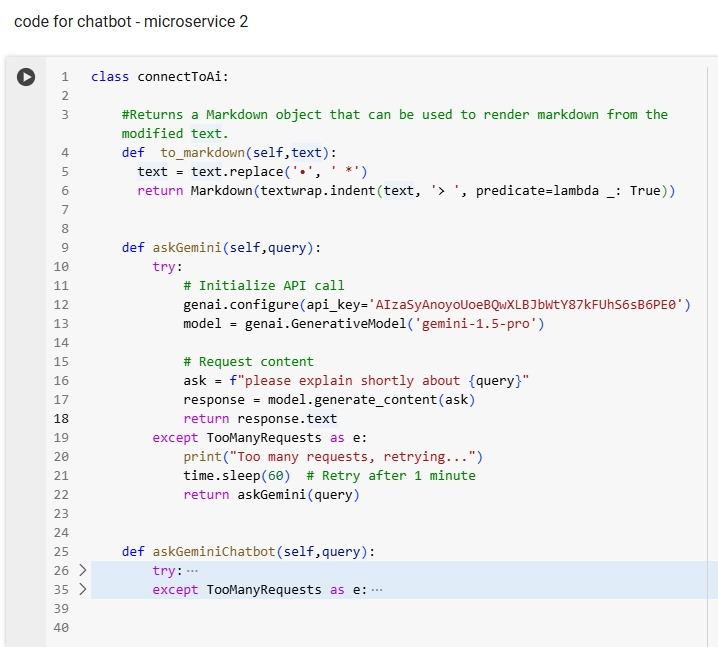 code for chatbot - microservice 2
1 class connectToAi:
2
3 #Returns a Markdown object that can be used to render markdown from the
modified text.
4 def  to_markdown(self,text):
5 text = text.replace('•', ' *')
6 return Markdown(textwrap.indent(text, '> ', predicate=lambda _: True))
7
8
9 def askGemini(self,query):
10 try:
11 # Initialize API call
12 genai.configure(api_key='AIzaSyAnoyoUoeBQwXLBJbWtY87kFUhS6sB6PE0')
13 model = genai.GenerativeModel('gemini-1.5-pro')
14
15 # Request content
16 ask = f"please explain shortly about {query}"
17 response = model.generate_content(ask)
18 return response.text
19 except TooManyRequests as e:
20 print("Too many requests, retrying...")
21 time.sleep(60)  # Retry after 1 minute
22 return askGemini(query)
23
24
25 def askGeminiChatbot(self,query):
26 > try: ...
35 > except TooManyRequests as e: ...
39
40